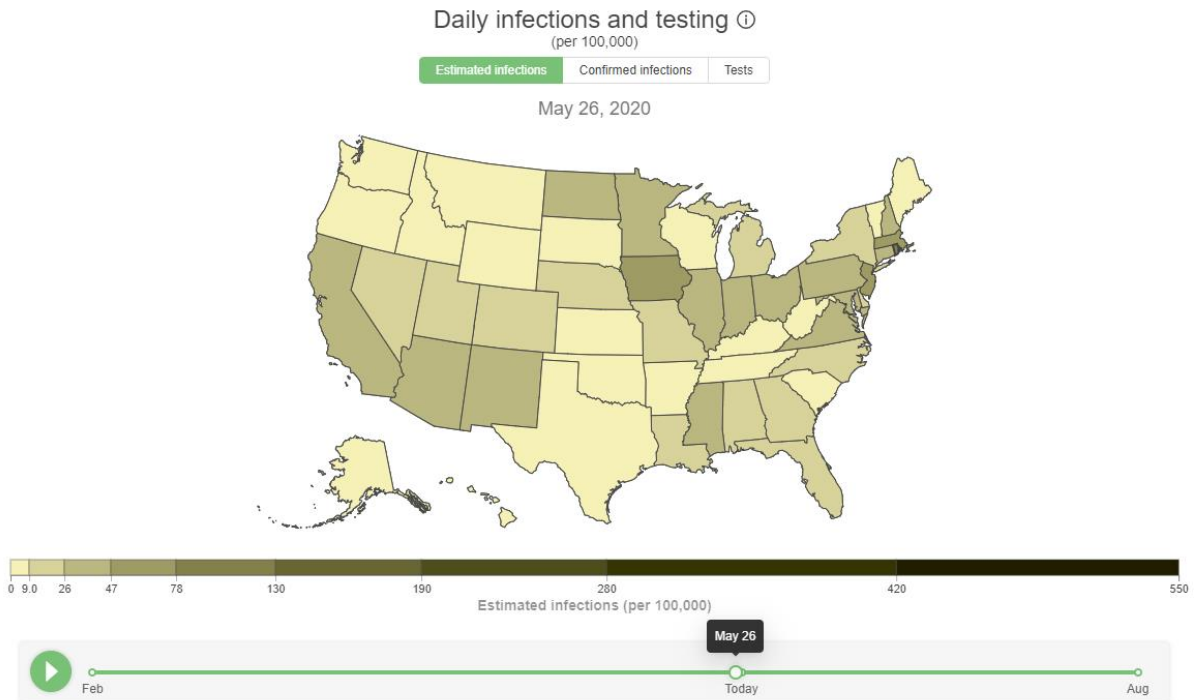 Daily infections and testing ⓘ
(per 100,000)
Estimated infections Confirmed infections Tests
May 26, 2020
0 9.0 26 47 78 130 190 280 420 550
Estimated infections (per 100,000)
May 26
Feb Today Aug